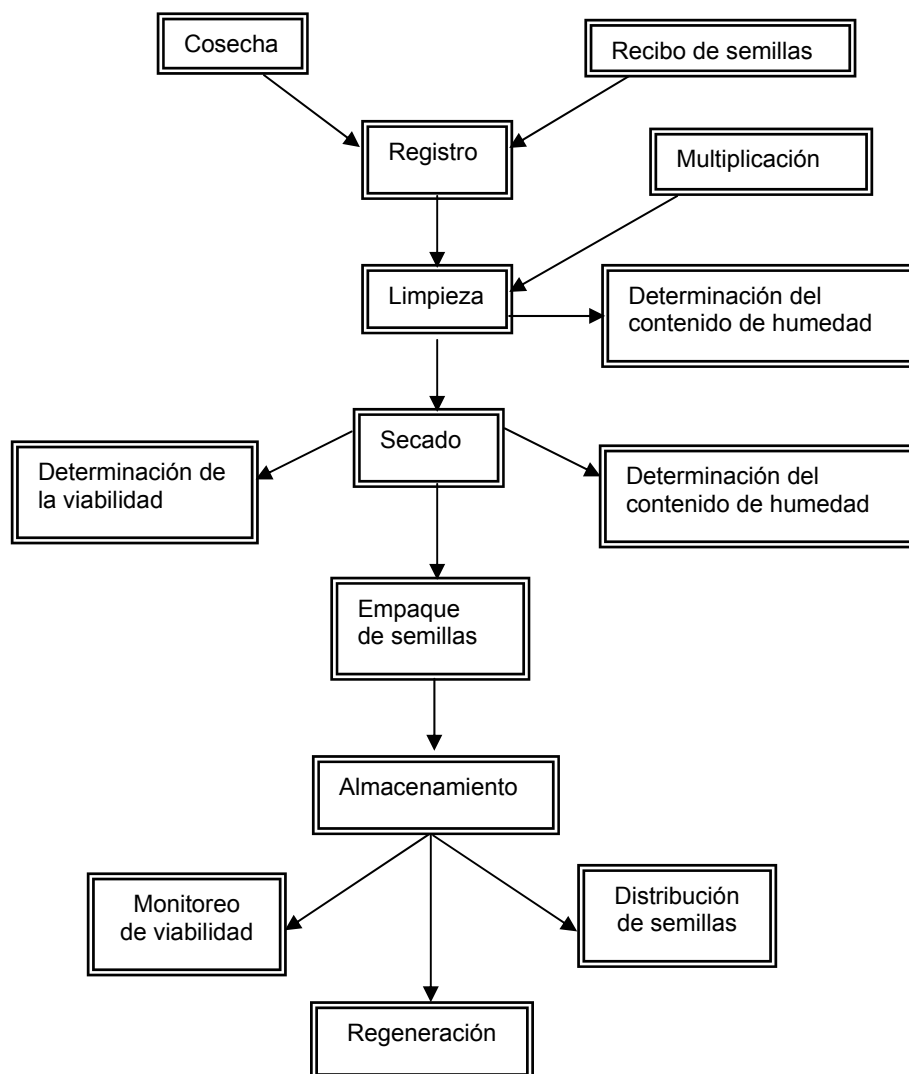 Cosecha
Recibo de semillas
Registro
Multiplicación
Limpieza
Determinación del
contenido de humedad
Secado
Determinación de
la viabilidad
Determinación del
contenido de humedad
Empaque
de semillas
Almacenamiento
Monitoreo
de viabilidad
Distribución
de semillas
Regeneración